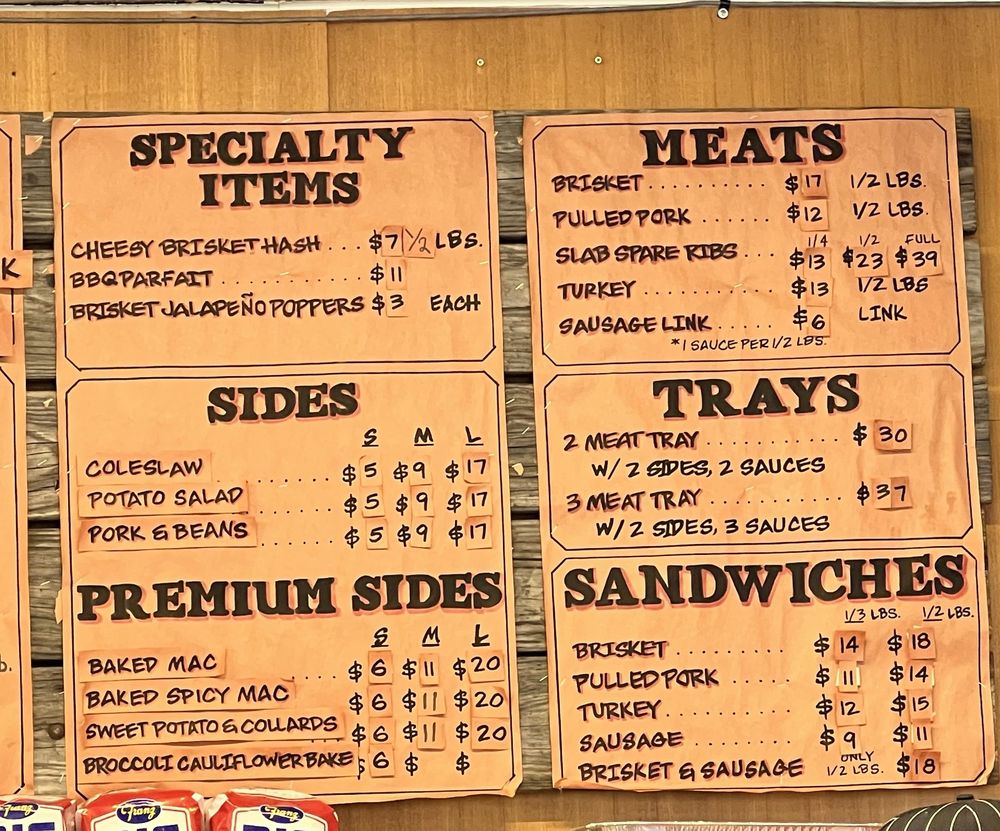 SPECIALTY
ITEMS
CHEESY BRISKET HASH ... $7 1/2 LBS.
BBQ PARFAIT .......... $11
BRISKET JALAPEÑO POPPERS $3 EACH
SIDES
S M L
COLESLAW ....... $5 $9 $17
POTATO SALAD ...... $5 $9 $17
PORK & BEANS ...... $5 $9 $17
PREMIUM SIDES
S M L
BAKED MAC ..... $6 $11 $20
BAKED SPICY MAC $6 $11 $20
SWEET POTATO & COLLARDS $6 $11 $20
BROCCOLI CAULIFLOWER BAKE $6 $ $
MEATS
BRISKET .......... $17 1/2 LBS.
PULLED PORK ...... $12 1/2 LBS.
1/4 1/2 FULL
SLAB SPARE RIBS ... $13 $23 $39
TURKEY .......... $13 1/2 LBS
SAUSAGE LINK ..... $6 LINK
*1 SAUCE PER 1/2 LBS.
TRAYS
2 MEAT TRAY ........... $30
W/ 2 SIDES, 2 SAUCES
3 MEAT TRAY ........... $37
W/ 2 SIDES, 3 SAUCES
SANDWICHES
1/3 LBS. 1/2 LBS.
BRISKET .......... $14 $18
PULLED PORK ...... $11 $14
TURKEY .......... $12 $15
SAUSAGE ........ $9 $11
BRISKET & SAUSAGE ONLY 1/2 LBS. $18
K
b.
Franz
Franz